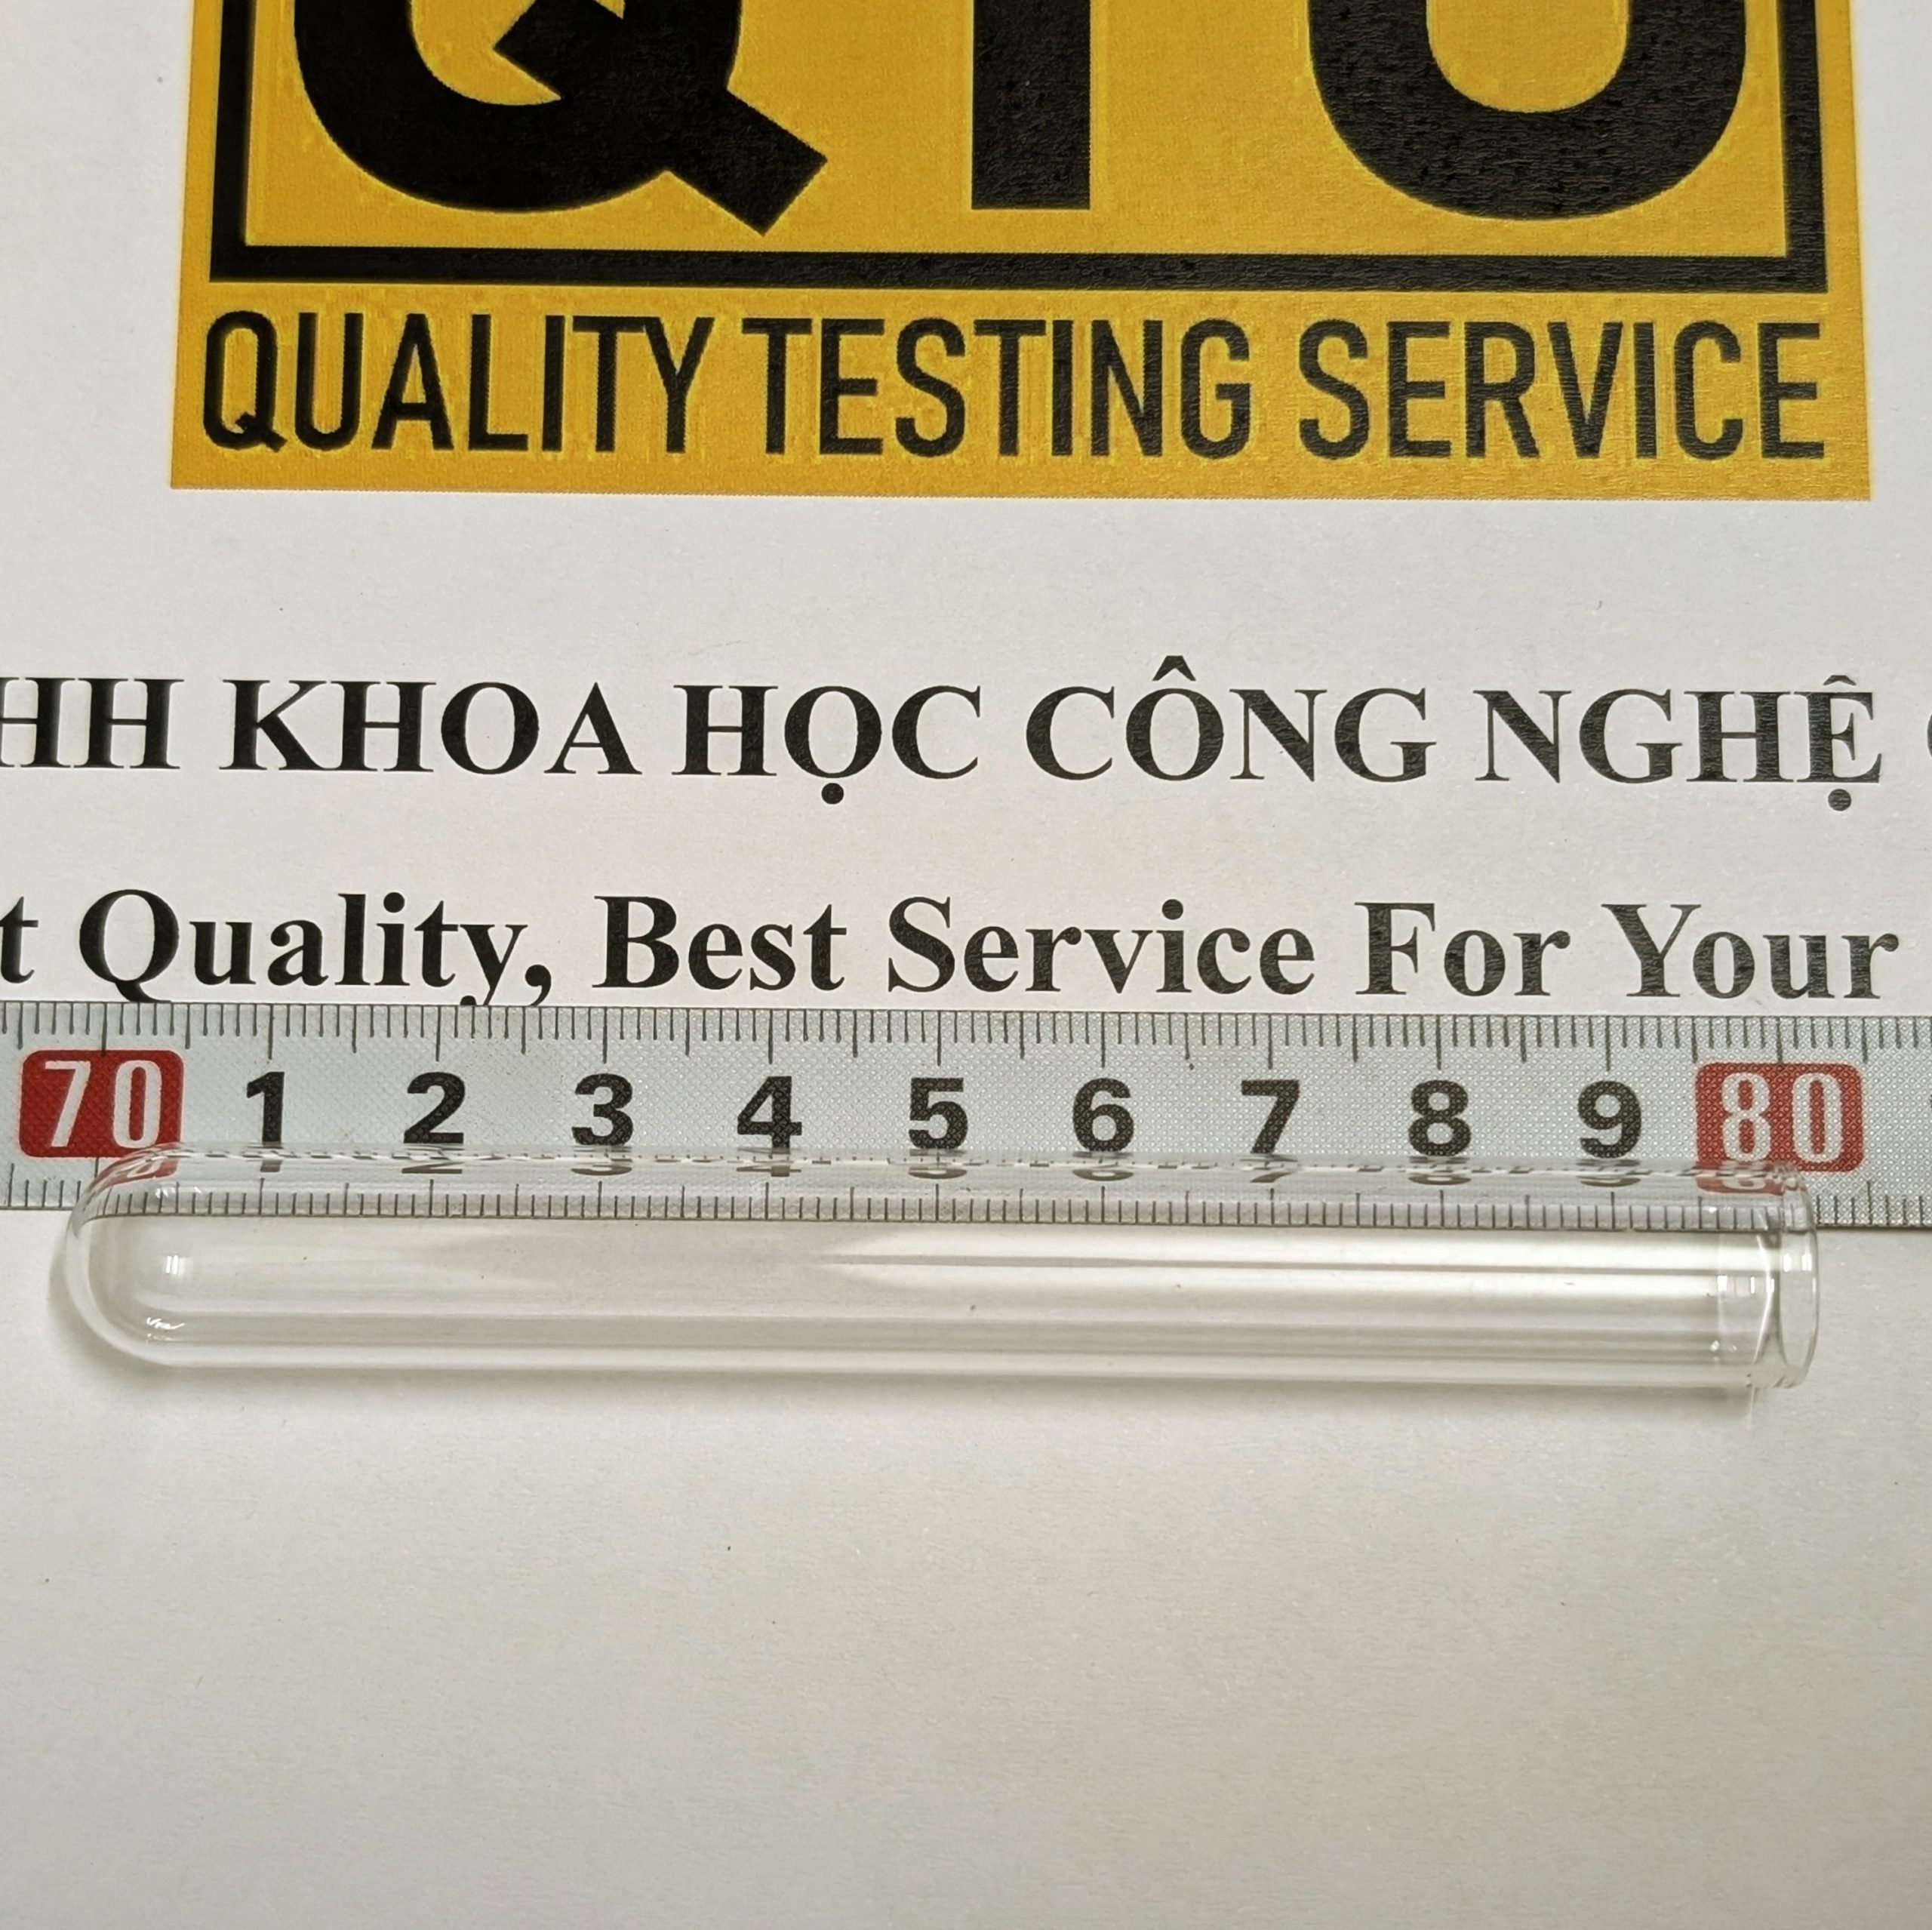 QTS
QUALITY TESTING SERVICE
HH KHOA HỌC CÔNG NGHỆ
t Quality, Best Service For Your
70 1 2 3 4 5 6 7 8 9 80